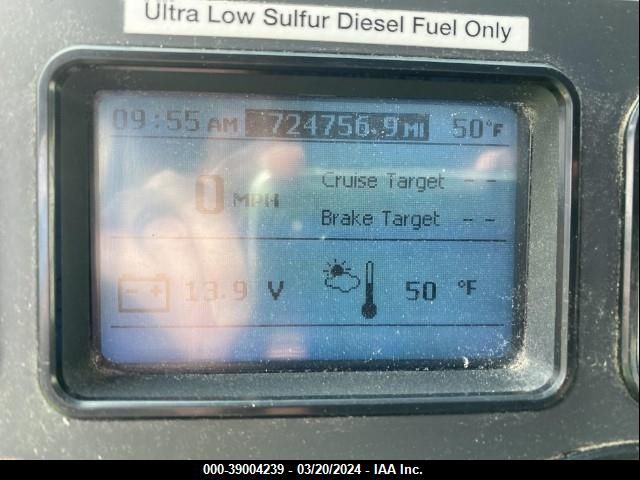 Ultra Low Sulfur Diesel Fuel Only
09:55 AM 724756.9 MI 50°F
Cruise Target - -
0 MPH
Brake Target - -
- + 13.9 V 50 °F
000-39004239 - 03/20/2024 - IAA Inc.